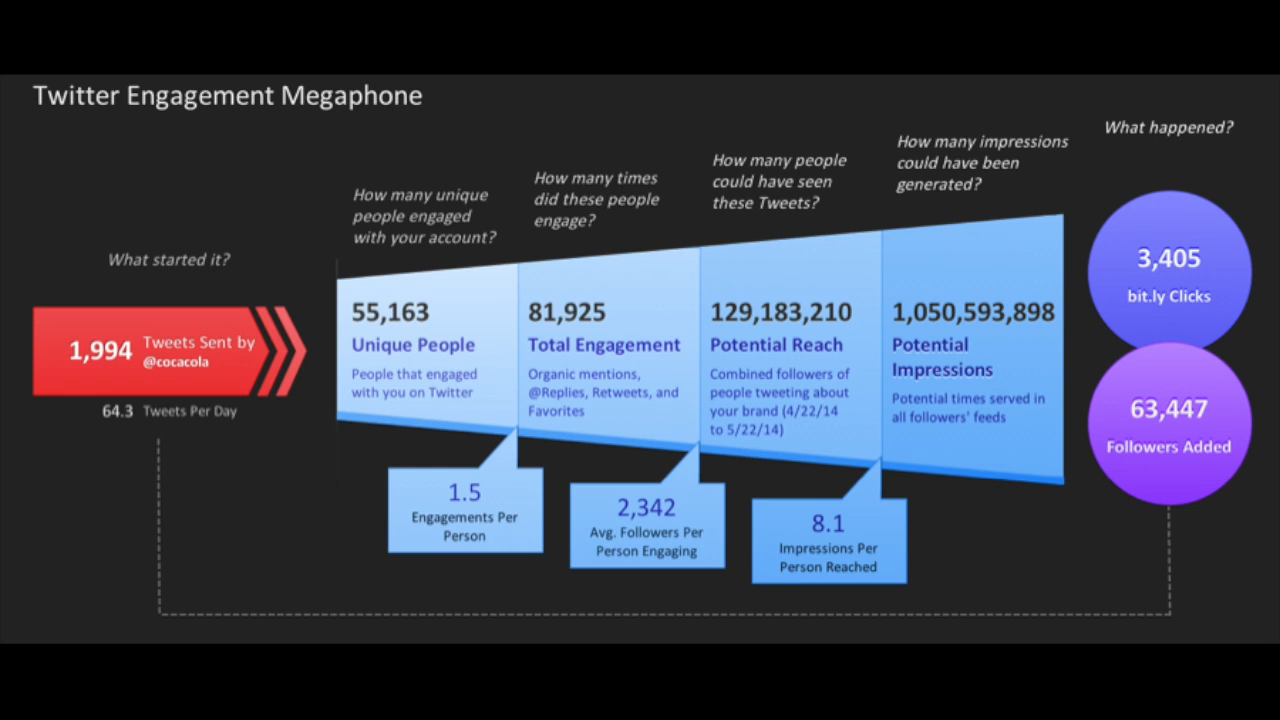 Twitter Engagement Megaphone
What started it?
1,994 Tweets Sent by
@cocacola
64.3 Tweets Per Day
How many unique
people engaged
with your account?
55,163
Unique People
People that engaged
with you on Twitter
1.5
Engagements Per
Person
How many times
did these people
engage?
81,925
Total Engagement
Organic mentions,
@Replies, Retweets, and
Favorites
2,342
Avg. Followers Per
Person Engaging
How many people
could have seen
these Tweets?
129,183,210
Potential Reach
Combined followers of
people tweeting about
your brand (4/22/14
to 5/22/14)
8.1
Impressions Per
Person Reached
How many impressions
could have been
generated?
1,050,593,898
Potential
Impressions
Potential times served in
all followers' feeds
What happened?
3,405
bit.ly Clicks
63,447
Followers Added